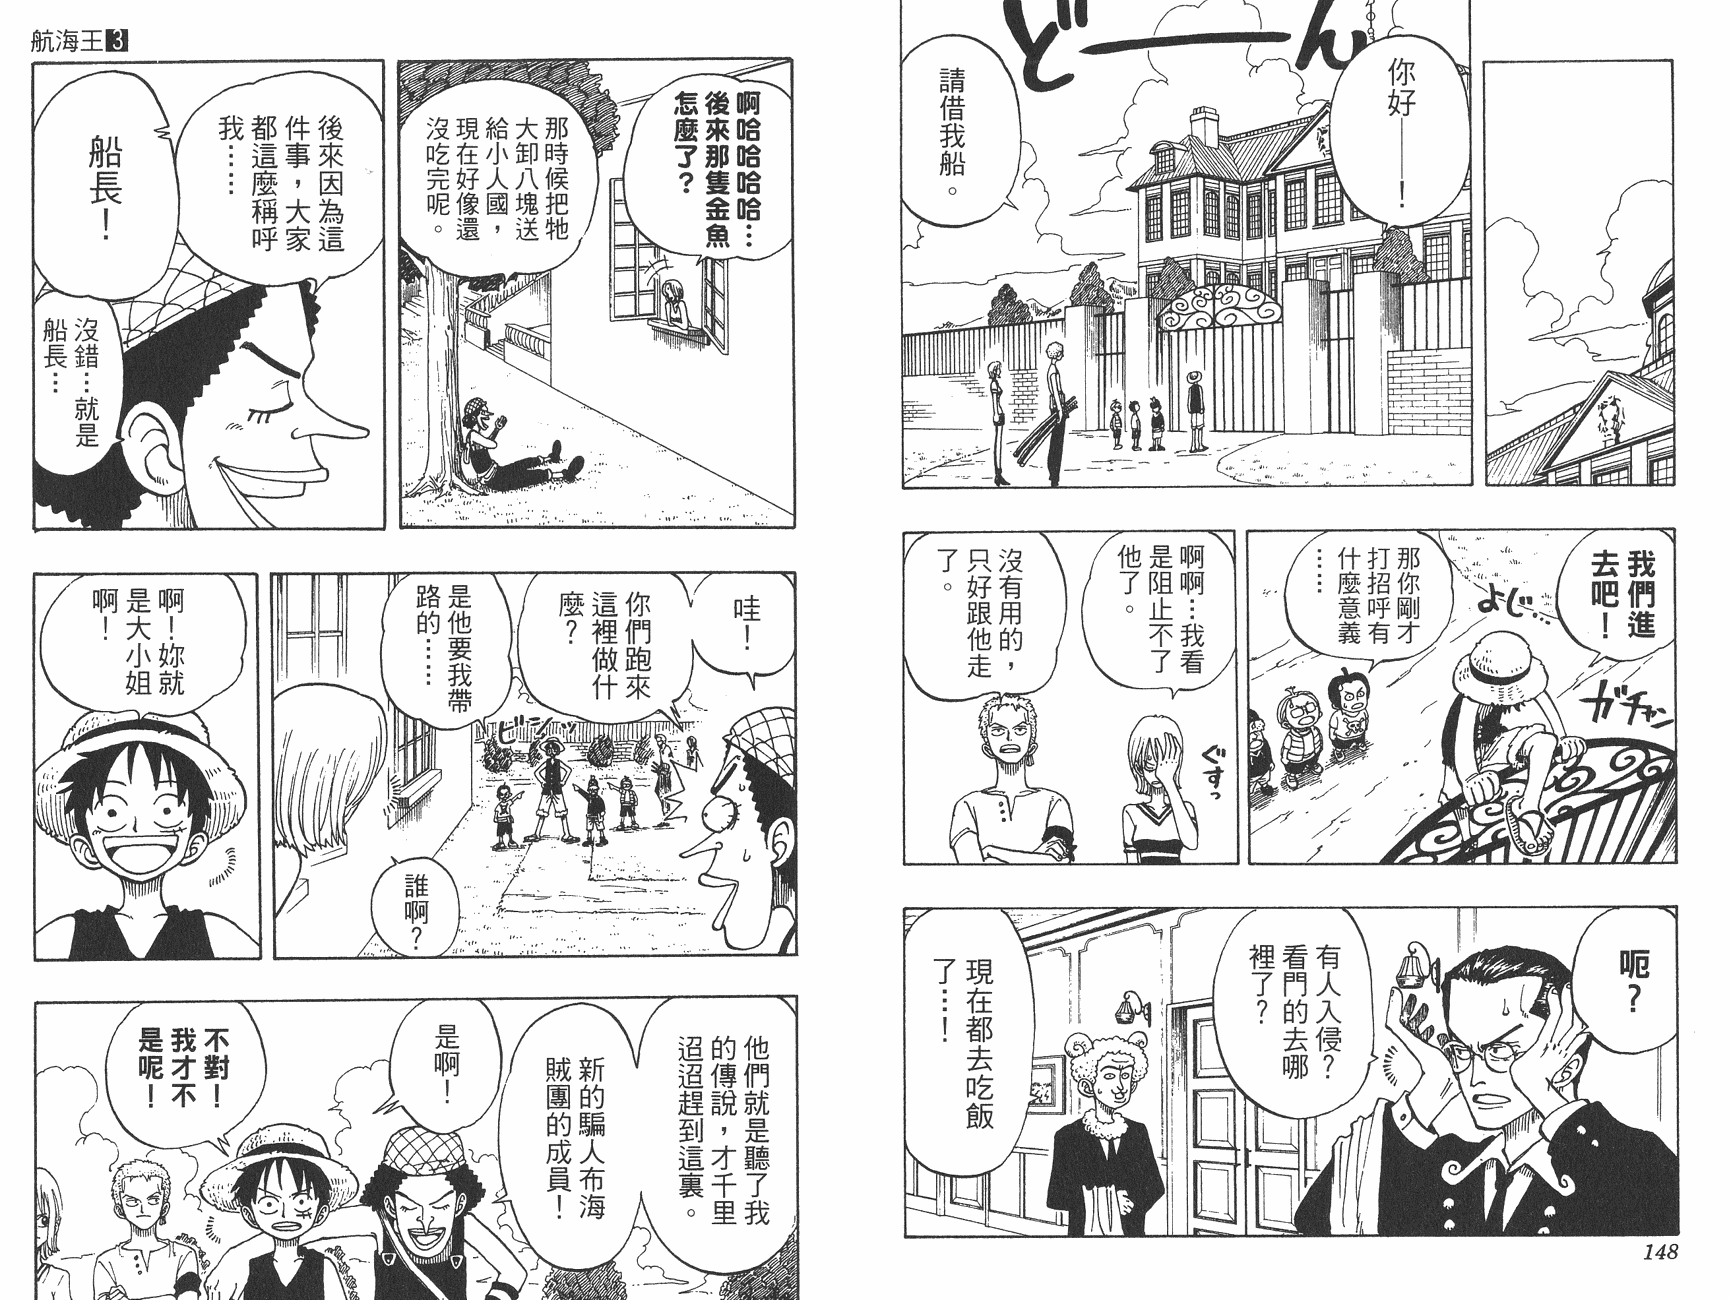 ど——ん
你好——！
請借我船。
我們進
去吧！
よじ…
ガチャン
那你剛才
打招呼有
什麼意義
……
啊啊…我看
是阻止不了
他了。
沒有用的，
只好跟他走
了。
ぐすっ
呃？
有人入侵？
看門的去哪
裡了？
現在都去吃飯
了…！
148
航海王3
啊哈哈哈哈…
後來那隻金魚
怎麼了？
那時候把牠
大卸八塊送
給小人國，
現在好像還
沒吃完呢。
後來因為這
件事，大家
都這麼稱呼
我……
船長！
沒錯…就是
船長…
哇！
你們跑來
這裡做什
麼？
是他要我帶
路的……
ビシッ
誰啊？
啊！妳就
是大小姐
啊！
他們就是聽了我
的傳說，才千里
迢迢趕到這裏。
新的騙人布海
賊團的成員！
是啊！
不對！
我才不
是呢！